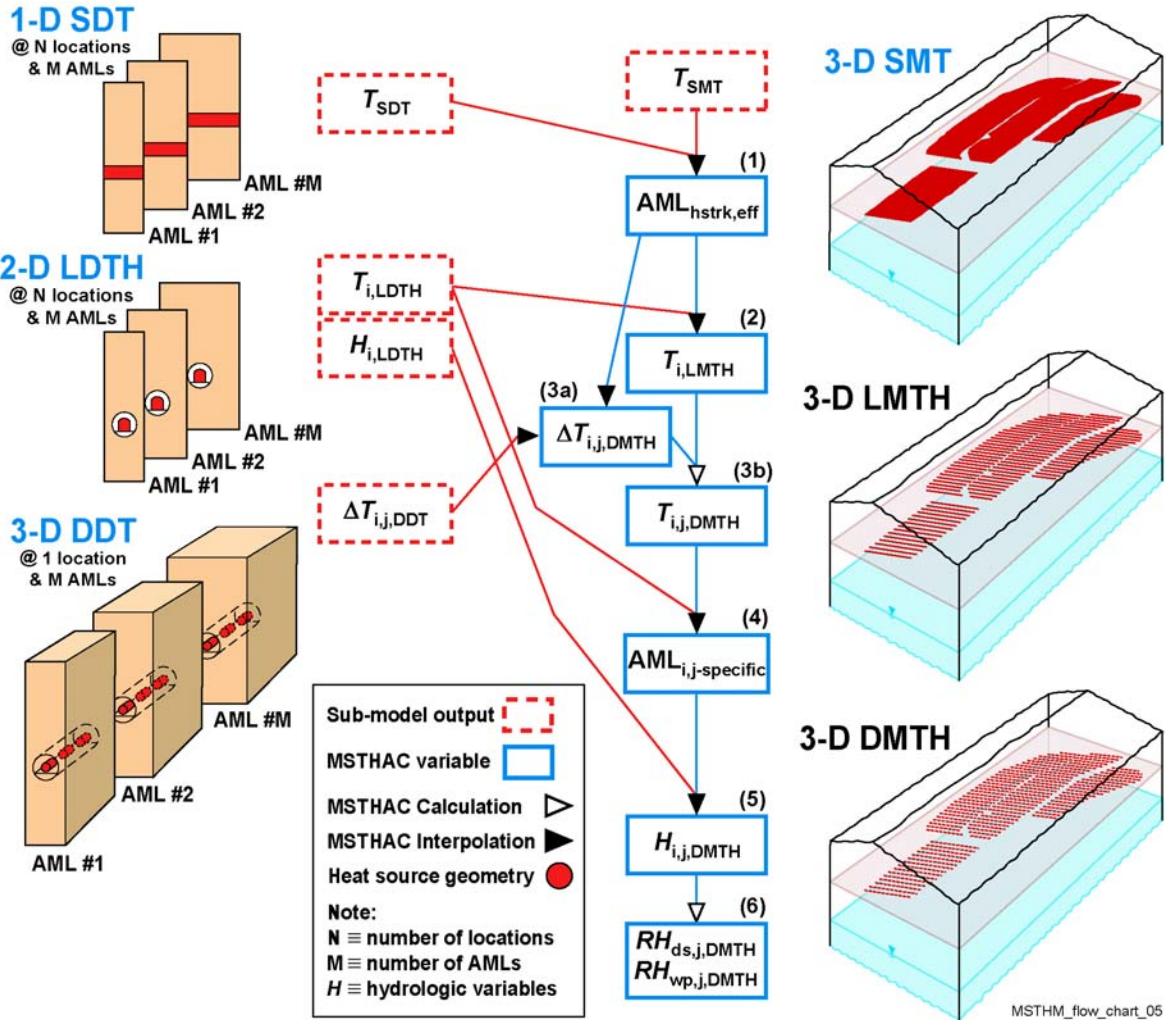 1-D SDT
@ N locations
& M AMLs
AML #M
AML #2
AML #1
2-D LDTH
@ N locations
& M AMLs
AML #M
AML #2
AML #1
3-D DDT
@ 1 location
& M AMLs
AML #M
AML #2
AML #1
T_SDT
T_SMT
(1)
AML_hstrk,eff
T_i,LDTH
H_i,LDTH
(2)
T_i,LMTH
(3a)
ΔT_i,j,DMTH
(3b)
ΔT_i,j,DDT
T_i,j,DMTH
(4)
AML_i,j-specific
(5)
H_i,j,DMTH
(6)
RH_ds,j,DMTH
RH_wp,j,DMTH
Sub-model output
MSTHAC variable
MSTHAC Calculation
MSTHAC Interpolation
Heat source geometry
Note:
N ≡ number of locations
M ≡ number of AMLs
H ≡ hydrologic variables
3-D SMT
3-D LMTH
3-D DMTH
MSTHM_flow_chart_05